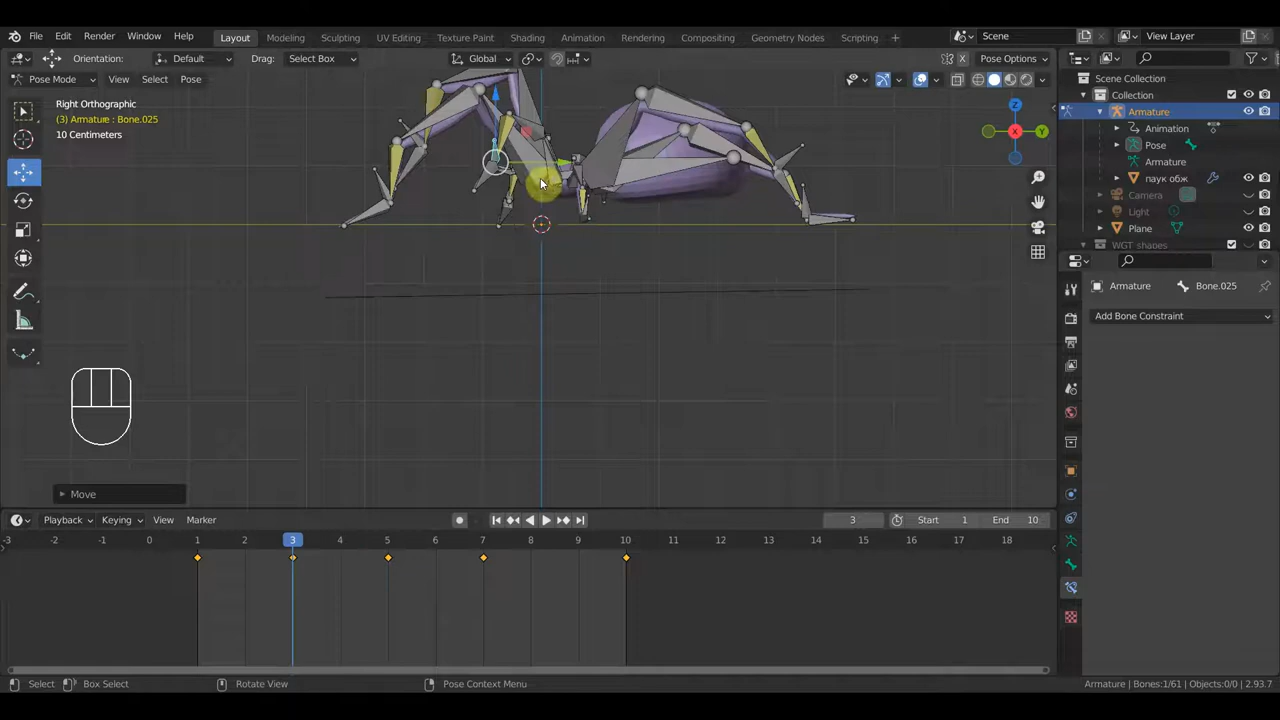 File Edit Render Window Help Layout Modeling Sculpting UV Editing Texture Paint Shading Animation Rendering Compositing Geometry Nodes Scripting + Scene View Layer
Orientation: Default Drag: Select Box Global X Pose Options
Pose Mode View Select Pose
Right Orthographic
(3) Armature : Bone.025
10 Centimeters
Z
Y
X
Scene Collection
Collection
Armature
Animation
Pose
Armature
паук обж
Camera
Light
Plane
WGT_shapes
Armature Bone.025
Add Bone Constraint
Move
Playback Keying View Marker 3 Start 1 End 10
-3 -2 -1 0 1 2 3 4 5 6 7 8 9 10 11 12 13 14 15 16 17 18
Select Box Select Rotate View Pose Context Menu Armature | Bones:1/61 | Objects:0/0 | 2.93.7